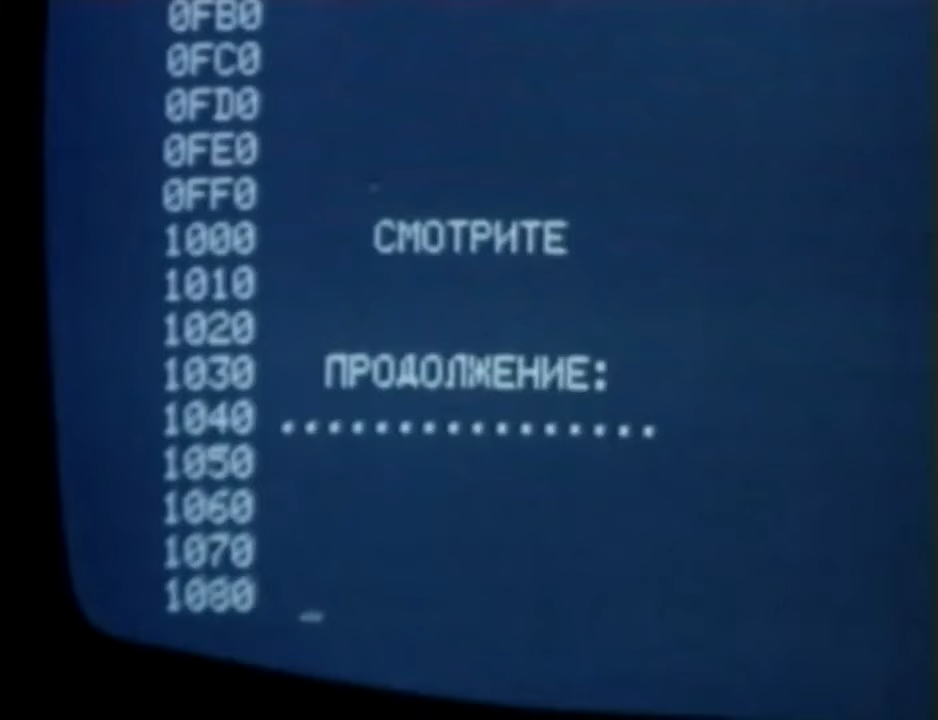 0FB0
0FC0
0FD0
0FE0
0FF0
1000 СМОТРИТЕ
1010
1020
1030 ПРОДОЛЖЕНИЕ:
1040 ................
1050
1060
1070
1080 _